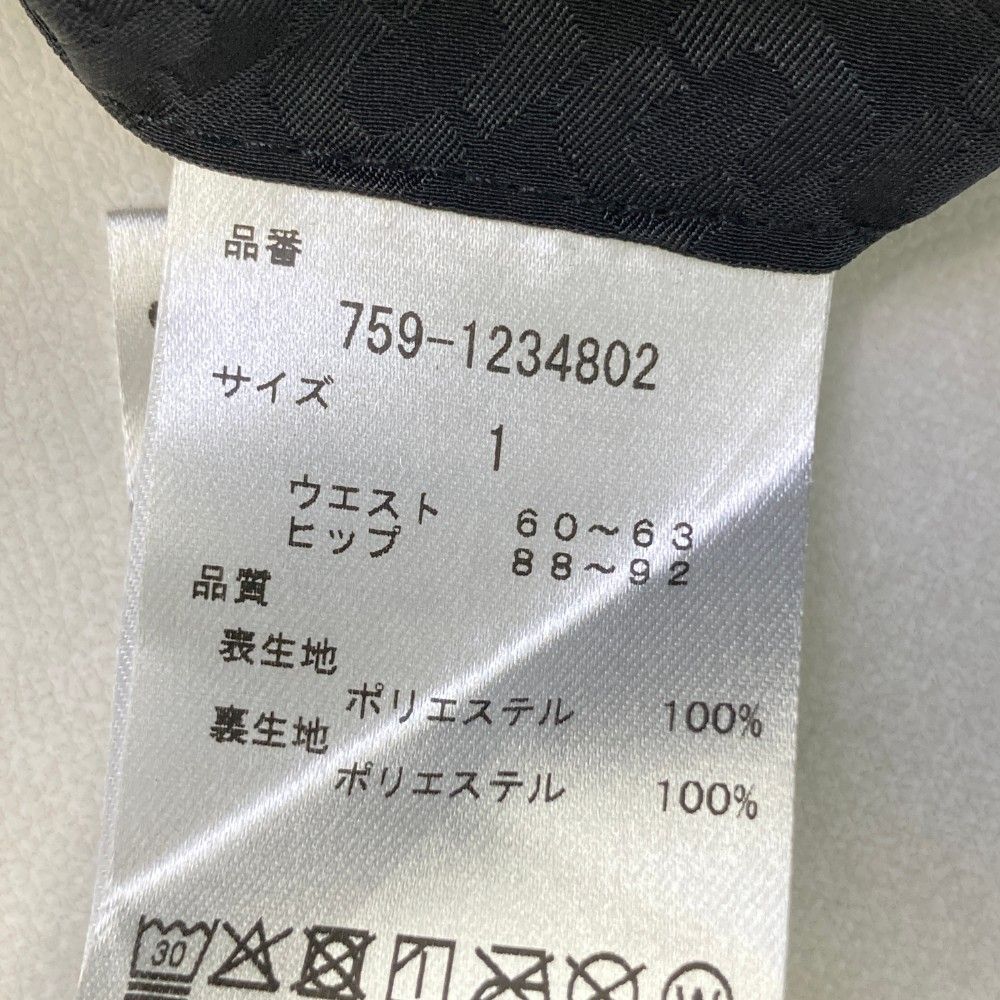 品番
759-1234802
サイズ
1
ウエスト 60～63
ヒップ 88～92
品質
表生地
ポリエステル 100%
裏生地
ポリエステル 100%
30
W